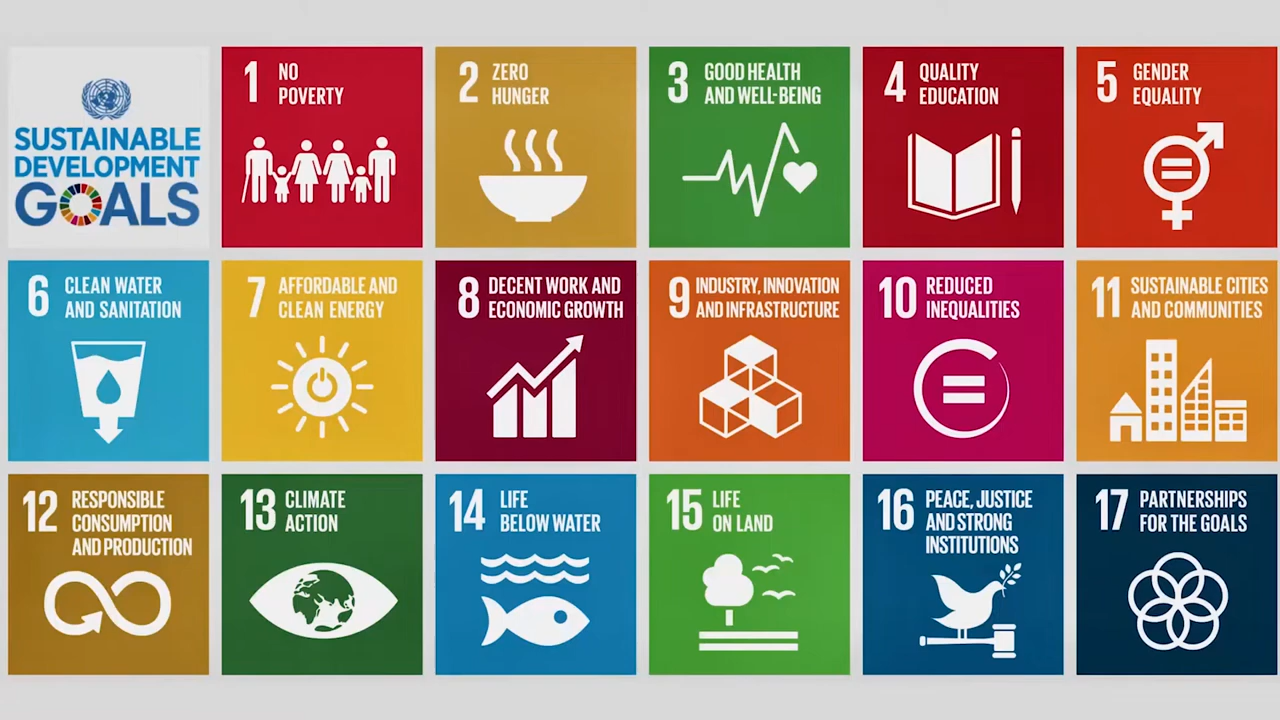 SUSTAINABLE
DEVELOPMENT
GOALS
1 NO
POVERTY
2 ZERO
HUNGER
3 GOOD HEALTH
AND WELL-BEING
4 QUALITY
EDUCATION
5 GENDER
EQUALITY
6 CLEAN WATER
AND SANITATION
7 AFFORDABLE AND
CLEAN ENERGY
8 DECENT WORK AND
ECONOMIC GROWTH
9 INDUSTRY, INNOVATION
AND INFRASTRUCTURE
10 REDUCED
INEQUALITIES
11 SUSTAINABLE CITIES
AND COMMUNITIES
12 RESPONSIBLE
CONSUMPTION
AND PRODUCTION
13 CLIMATE
ACTION
14 LIFE
BELOW WATER
15 LIFE
ON LAND
16 PEACE, JUSTICE
AND STRONG
INSTITUTIONS
17 PARTNERSHIPS
FOR THE GOALS